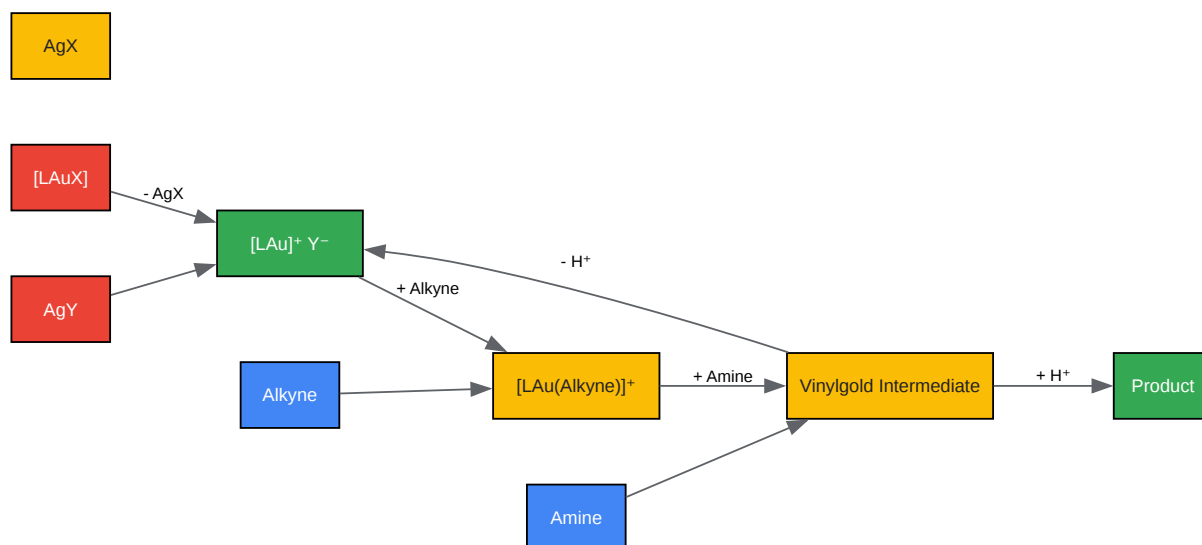 AgX
[LAuX]
- AgX
[LAu]⁺ Y⁻
- H⁺
AgY
+ Alkyne
Alkyne
[LAu(Alkyne)]⁺
+ Amine
Vinylgold Intermediate
+ H⁺
Product
Amine